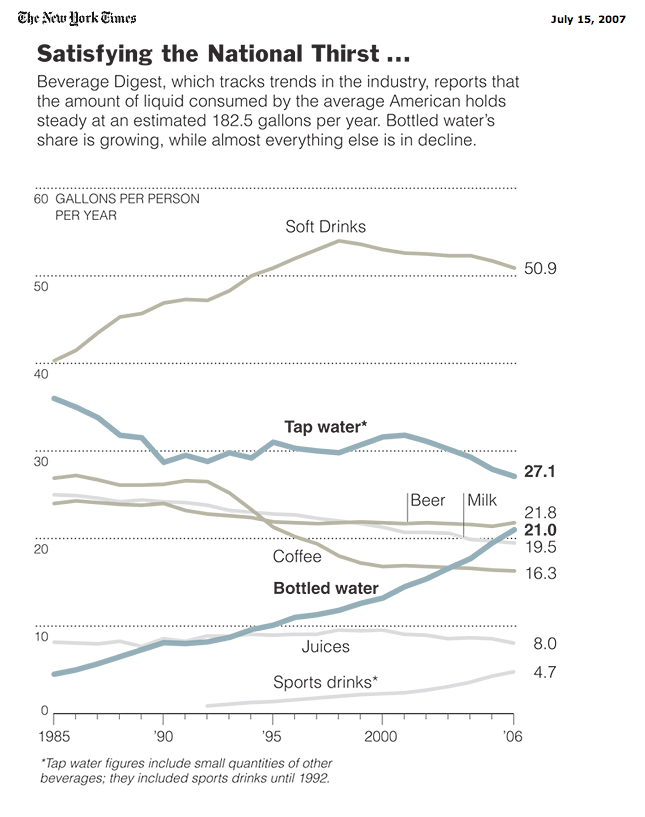 The New York Times
July 15, 2007
Satisfying the National Thirst ...
Beverage Digest, which tracks trends in the industry, reports that
the amount of liquid consumed by the average American holds
steady at an estimated 182.5 gallons per year. Bottled water's
share is growing, while almost everything else is in decline.
60 GALLONS PER PERSON
PER YEAR
Soft Drinks
50.9
50
40
Tap water*
30
27.1
Beer
Milk
21.8
21.0
20
19.5
Coffee
16.3
Bottled water
10
Juices
8.0
4.7
Sports drinks*
0
1985
'90
'95
2000
'06
*Tap water figures include small quantities of other
beverages; they included sports drinks until 1992.